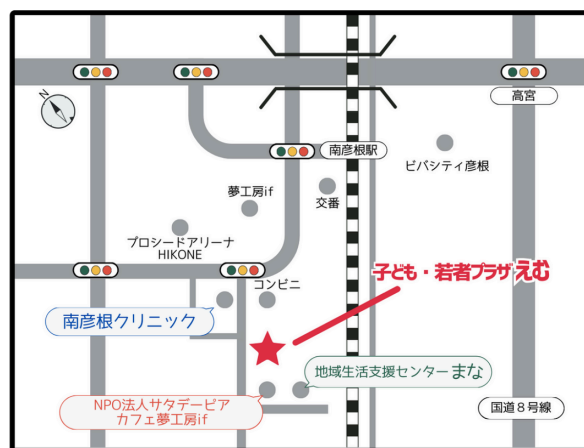 高宮
南彦根駅
ビバシティ彦根
夢工房if
交番
プロシードアリーナ
HIKONE
子ども・若者プラザえむ
コンビニ
南彦根クリニック
地域生活支援センターまな
NPO法人サタデーピア
カフェ夢工房if
国道8号線
N